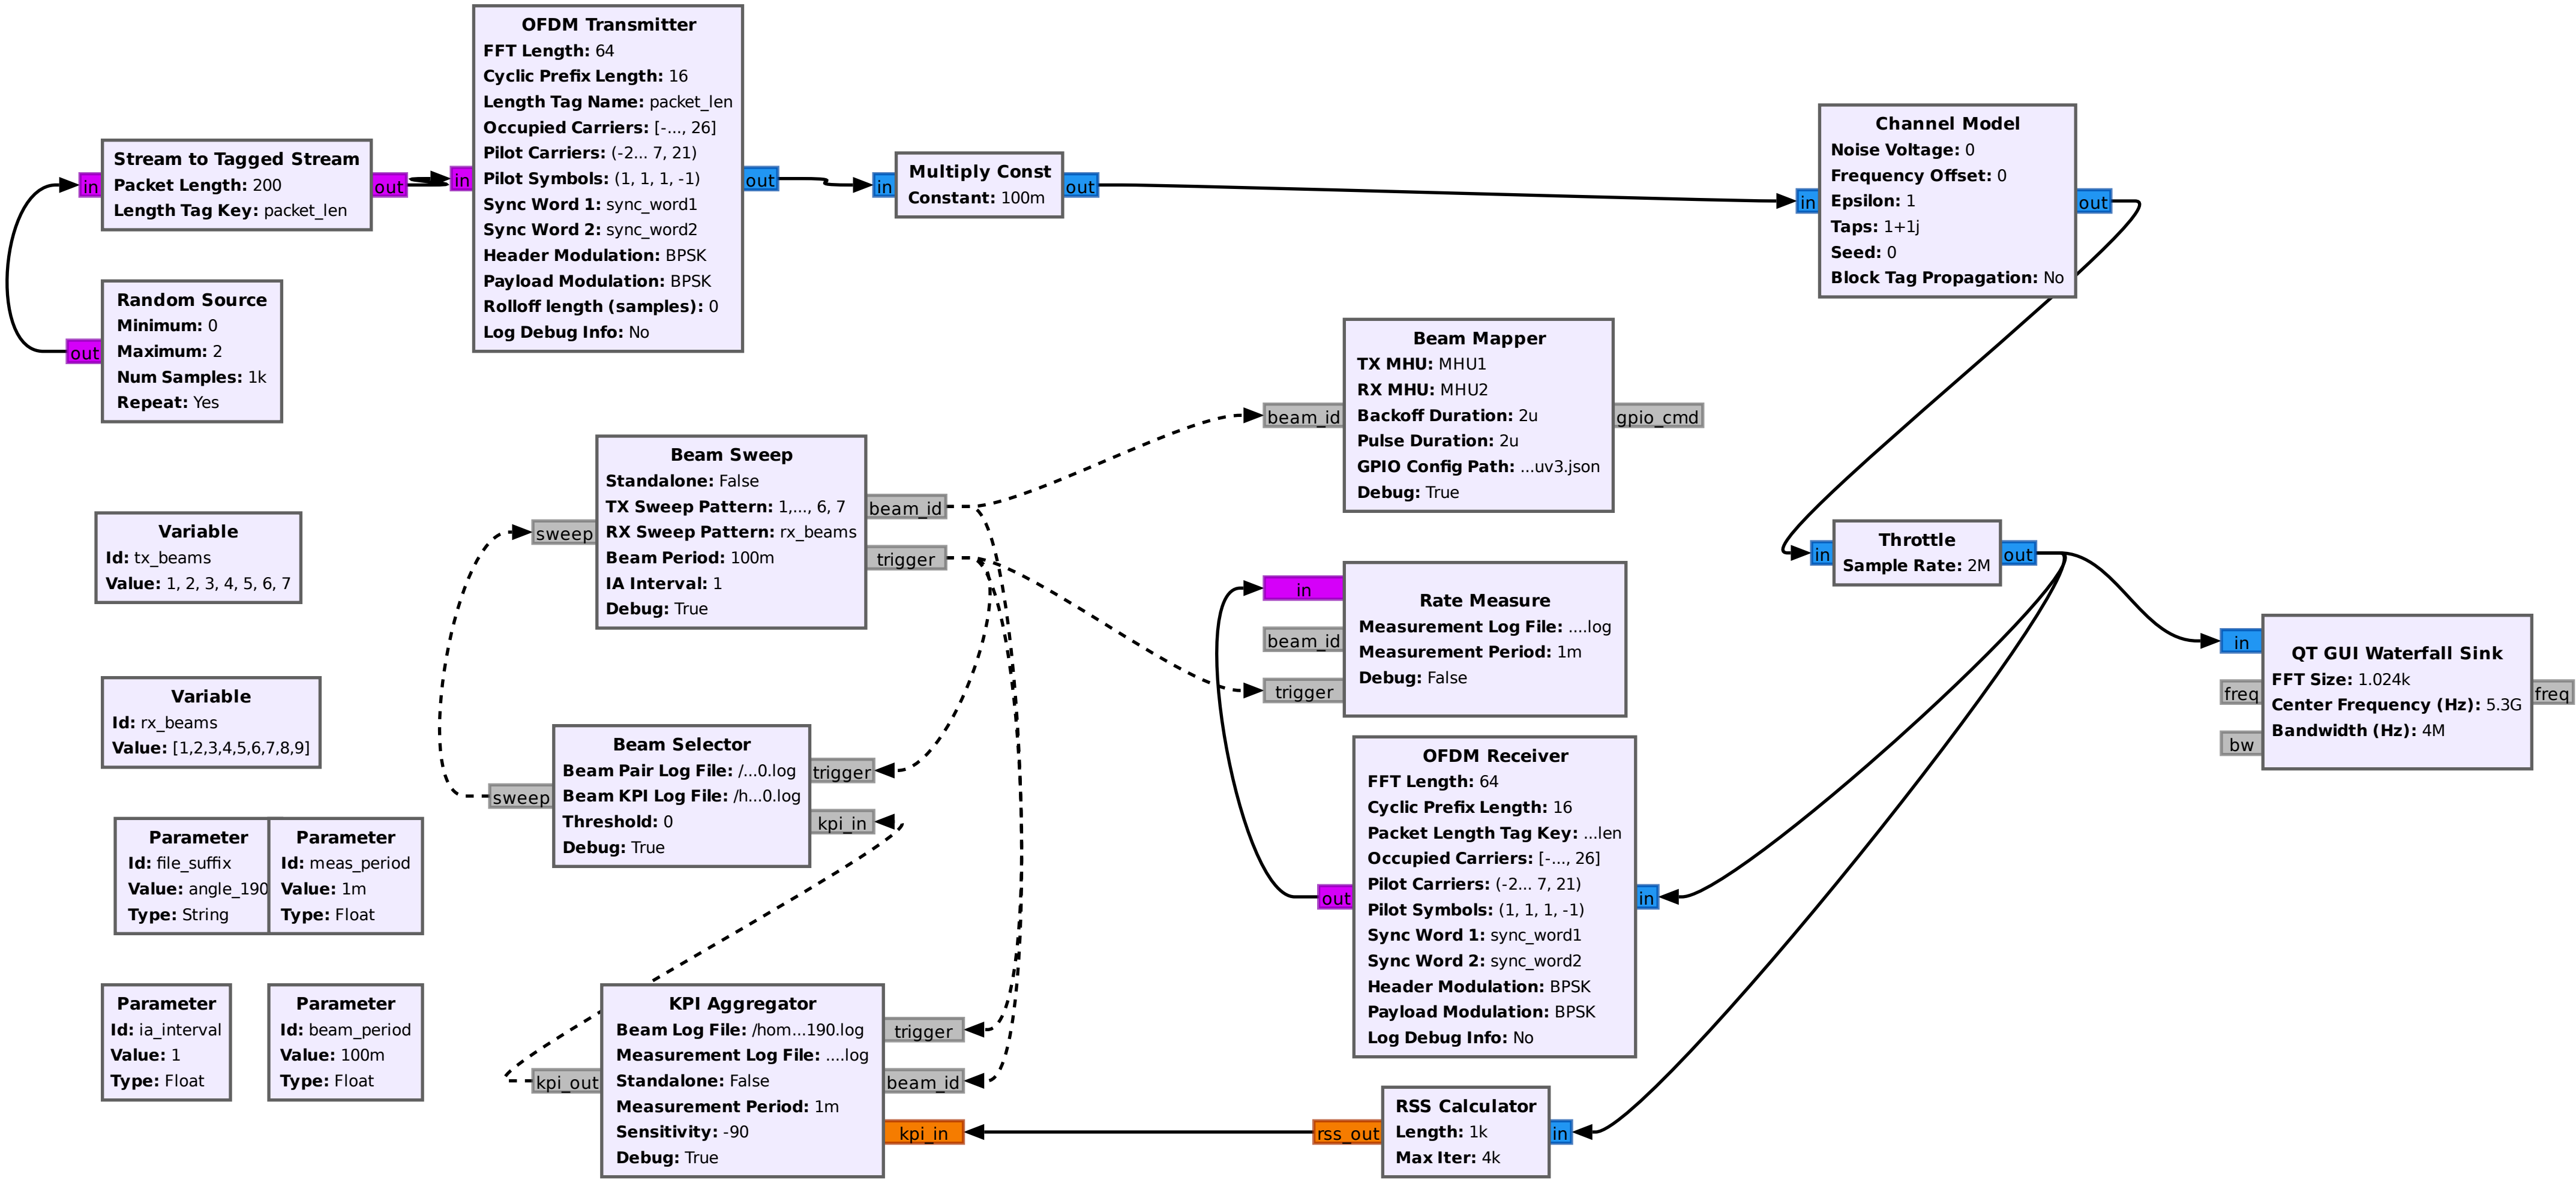 OFDM Transmitter
FFT Length: 64
Cyclic Prefix Length: 16
Length Tag Name: packet_len
Occupied Carriers: [-..., 26]
Pilot Carriers: (-2... 7, 21)
Pilot Symbols: (1, 1, 1, -1)
Sync Word 1: sync_word1
Sync Word 2: sync_word2
Header Modulation: BPSK
Payload Modulation: BPSK
Rolloff length (samples): 0
Log Debug Info: No
in
out
Stream to Tagged Stream
Packet Length: 200
Length Tag Key: packet_len
in
out
Random Source
Minimum: 0
Maximum: 2
Num Samples: 1k
Repeat: Yes
out
Multiply Const
Constant: 100m
in
out
Channel Model
Noise Voltage: 0
Frequency Offset: 0
Epsilon: 1
Taps: 1+1j
Seed: 0
Block Tag Propagation: No
in
out
Beam Mapper
TX MHU: MHU1
RX MHU: MHU2
Backoff Duration: 2u
Pulse Duration: 2u
GPIO Config Path: ...uv3.json
Debug: True
beam_id
gpio_cmd
Beam Sweep
Standalone: False
TX Sweep Pattern: 1,..., 6, 7
RX Sweep Pattern: rx_beams
Beam Period: 100m
IA Interval: 1
Debug: True
sweep
beam_id
trigger
Variable
Id: tx_beams
Value: 1, 2, 3, 4, 5, 6, 7
Throttle
Sample Rate: 2M
in
out
Rate Measure
Measurement Log File: ....log
Measurement Period: 1m
Debug: False
in
beam_id
trigger
QT GUI Waterfall Sink
FFT Size: 1.024k
Center Frequency (Hz): 5.3G
Bandwidth (Hz): 4M
in
freq
bw
freq
Variable
Id: rx_beams
Value: [1,2,3,4,5,6,7,8,9]
Beam Selector
Beam Pair Log File: /...0.log
Beam KPI Log File: /h...0.log
Threshold: 0
Debug: True
sweep
trigger
kpi_in
OFDM Receiver
FFT Length: 64
Cyclic Prefix Length: 16
Packet Length Tag Key: ...len
Occupied Carriers: [-..., 26]
Pilot Carriers: (-2... 7, 21)
Pilot Symbols: (1, 1, 1, -1)
Sync Word 1: sync_word1
Sync Word 2: sync_word2
Header Modulation: BPSK
Payload Modulation: BPSK
Log Debug Info: No
out
in
Parameter
Id: file_suffix
Value: angle_190
Type: String
Parameter
Id: meas_period
Value: 1m
Type: Float
Parameter
Id: ia_interval
Value: 1
Type: Float
Parameter
Id: beam_period
Value: 100m
Type: Float
KPI Aggregator
Beam Log File: /hom...190.log
Measurement Log File: ....log
Standalone: False
Measurement Period: 1m
Sensitivity: -90
Debug: True
kpi_out
trigger
beam_id
kpi_in
RSS Calculator
Length: 1k
Max Iter: 4k
rss_out
in